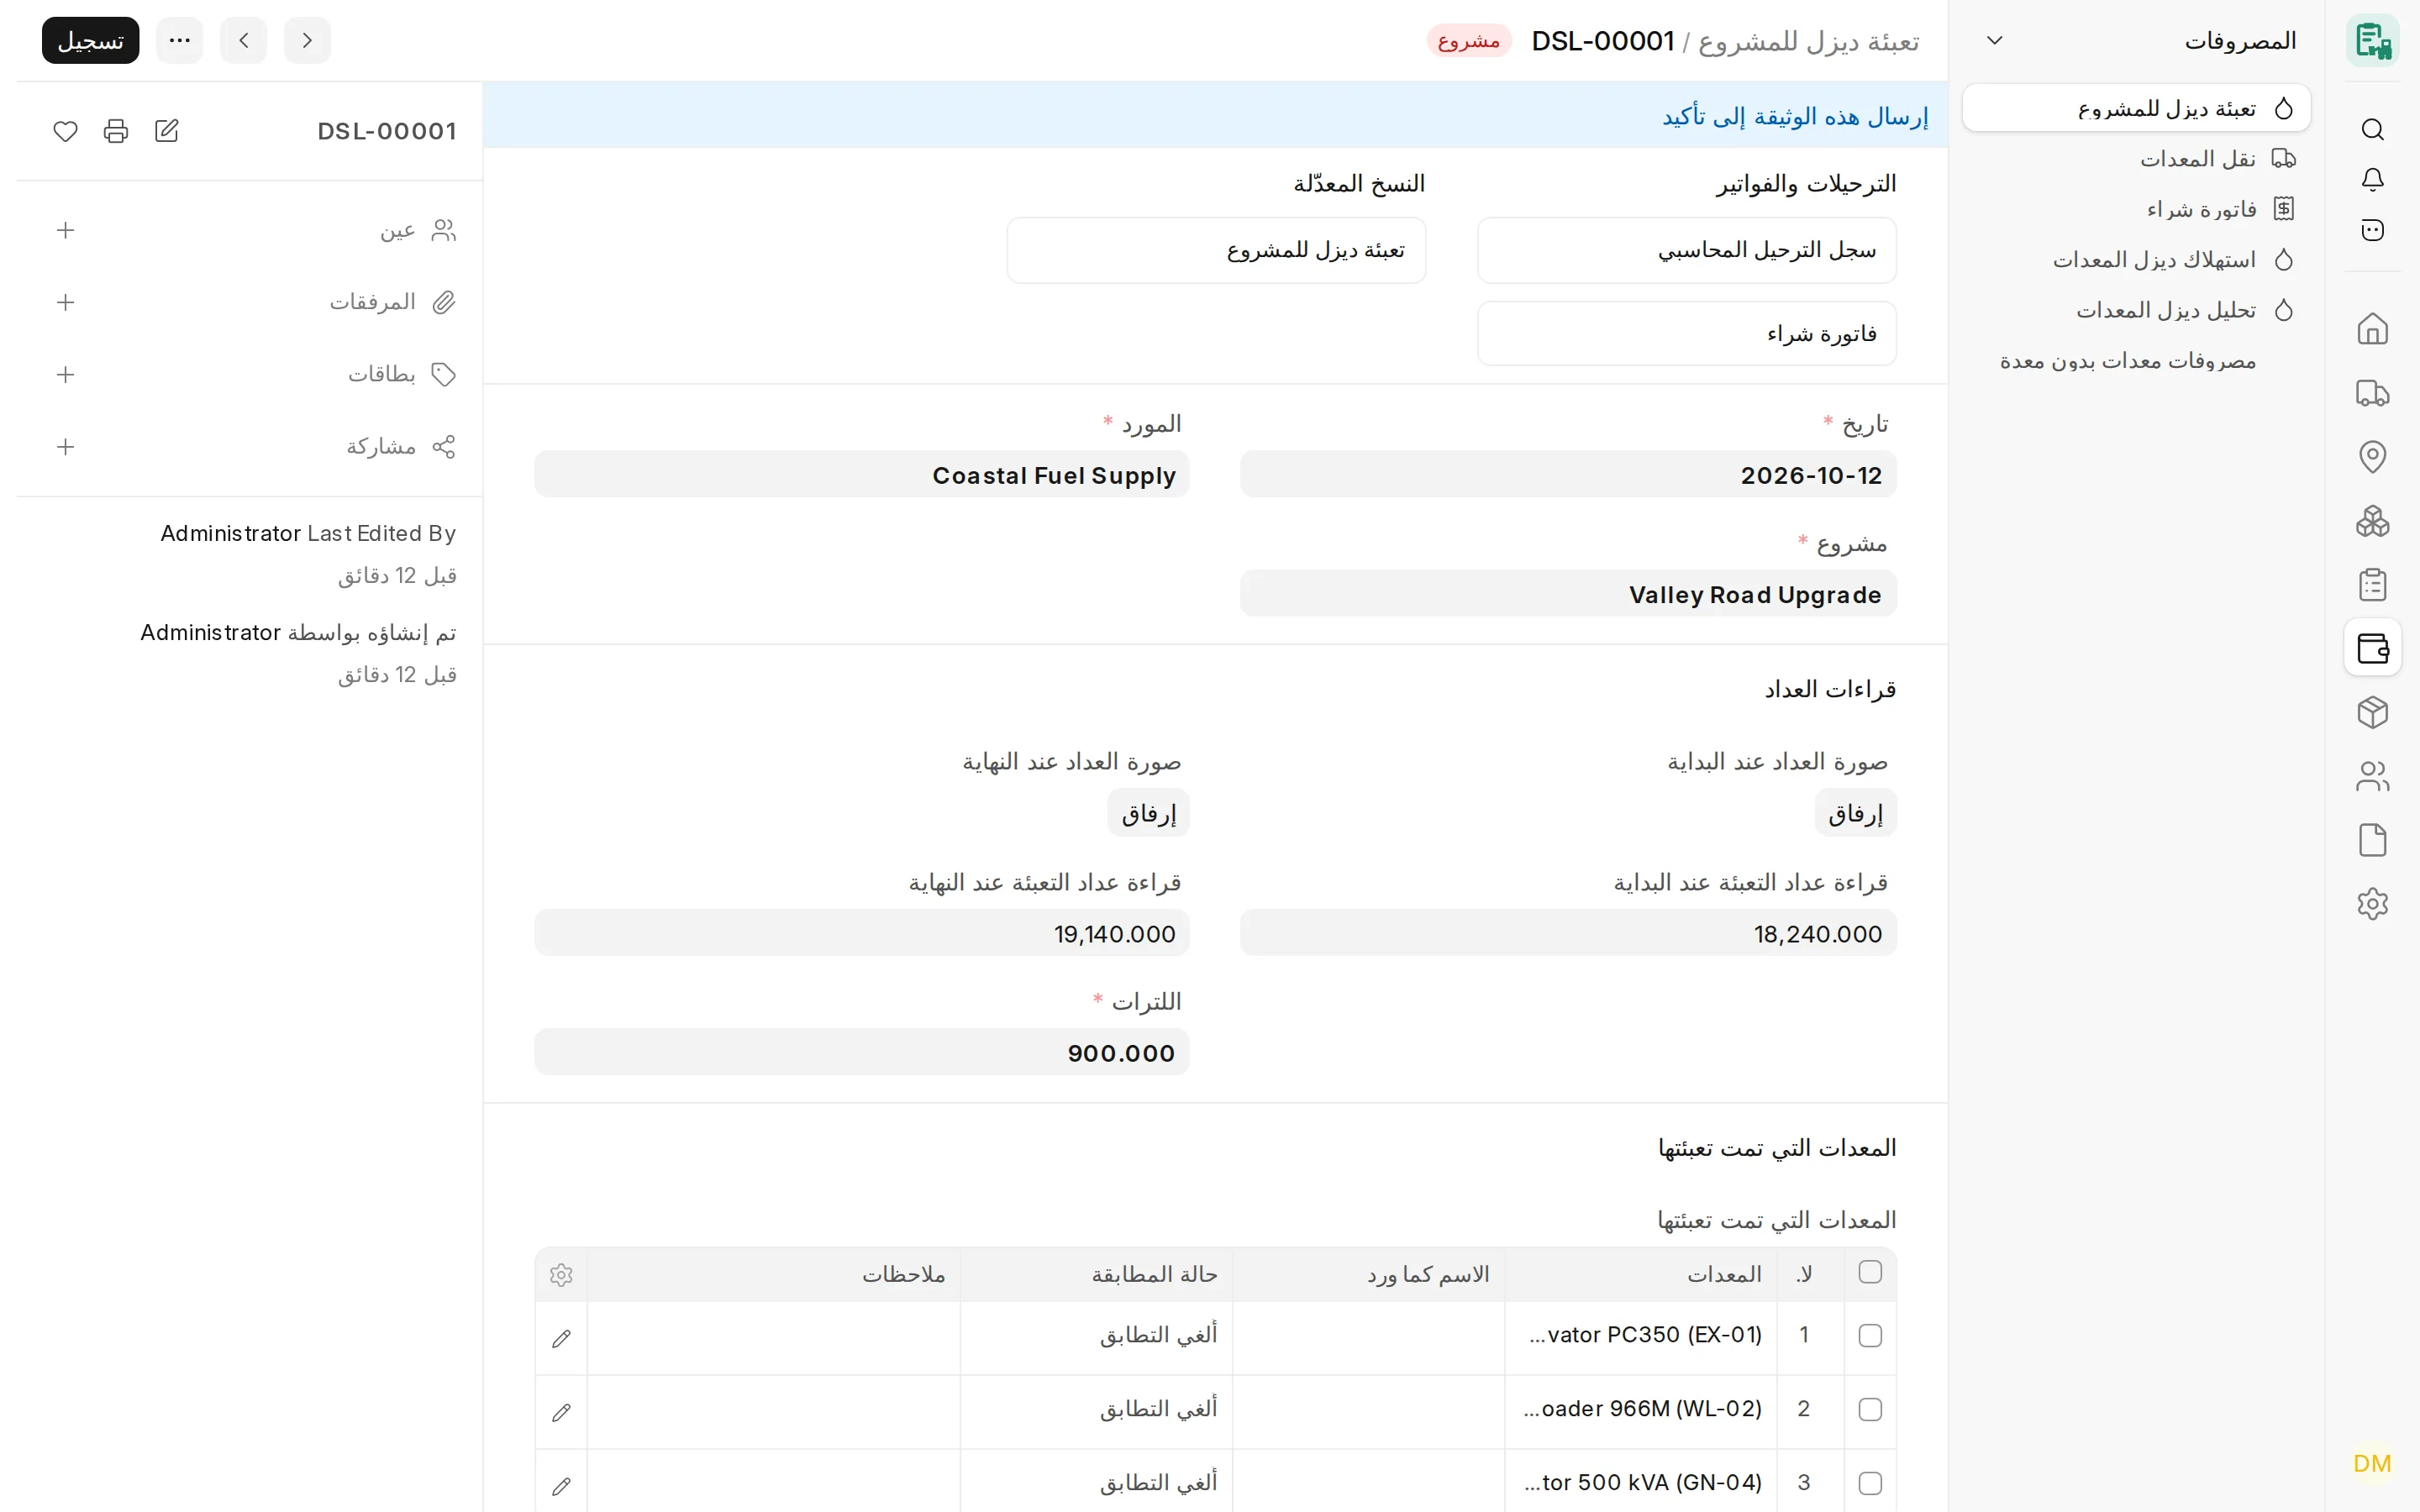 المصروفات
تعبئة ديزل للمشروع
نقل المعدات
فاتورة شراء
استهلاك ديزل المعدات
تحليل ديزل المعدات
مصروفات معدات بدون معدة
DM
تعبئة ديزل للمشروع / DSL-00001 مشروع
تسجيل
إرسال هذه الوثيقة إلى تأكيد
الترحيلات والفواتير
سجل الترحيل المحاسبي
فاتورة شراء
النسخ المعدّلة
تعبئة ديزل للمشروع
تاريخ *
2026-10-12
المورد *
Coastal Fuel Supply
مشروع *
Valley Road Upgrade
قراءات العداد
صورة العداد عند البداية
إرفاق
صورة العداد عند النهاية
إرفاق
قراءة عداد التعبئة عند البداية
18,240.000
قراءة عداد التعبئة عند النهاية
19,140.000
اللترات *
900.000
المعدات التي تمت تعبئتها
المعدات التي تمت تعبئتها
لا. المعدات الاسم كما ورد حالة المطابقة ملاحظات
1 ...vator PC350 (EX-01) ألغي التطابق
2 ...oader 966M (WL-02) ألغي التطابق
3 ...tor 500 kVA (GN-04) ألغي التطابق
DSL-00001
عين
المرفقات
بطاقات
مشاركة
Administrator Last Edited By
قبل 12 دقائق
تم إنشاؤه بواسطة Administrator
قبل 12 دقائق